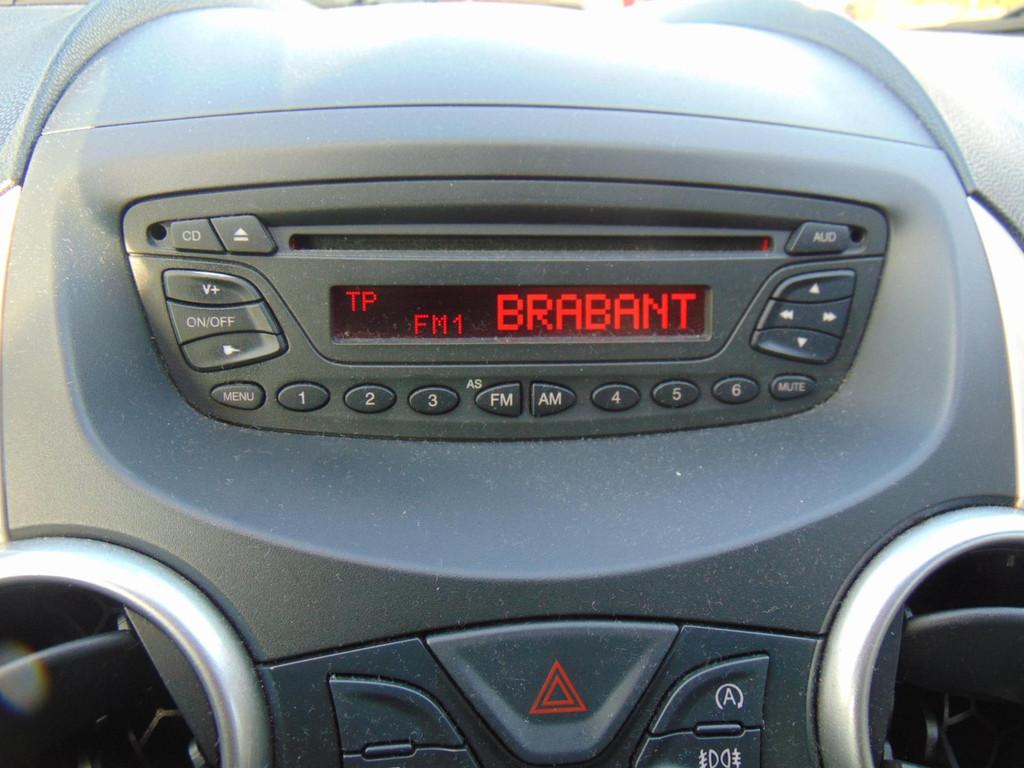 CD AUD
V+
ON/OFF
TP FM1 BRABANT
MENU 1 2 3 AS FM AM 4 5 6 MUTE
A